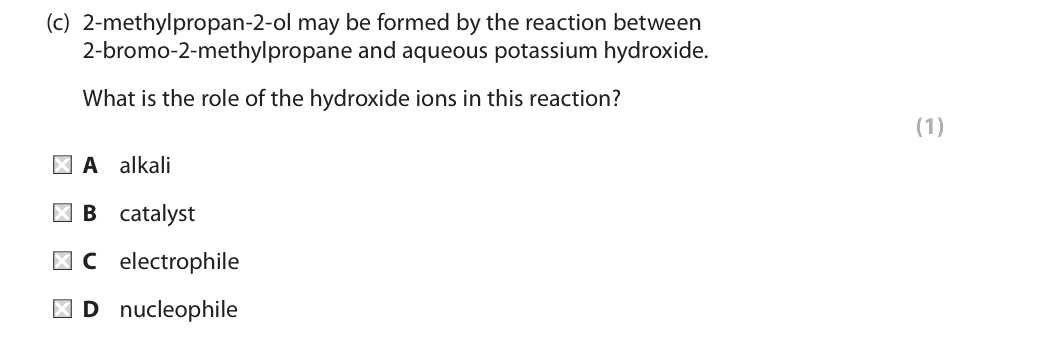 (c) 2-methylpropan-2-ol may be formed by the reaction between
2-bromo-2-methylpropane and aqueous potassium hydroxide.
What is the role of the hydroxide ions in this reaction?
(1)
A alkali
B catalyst
C electrophile
D nucleophile